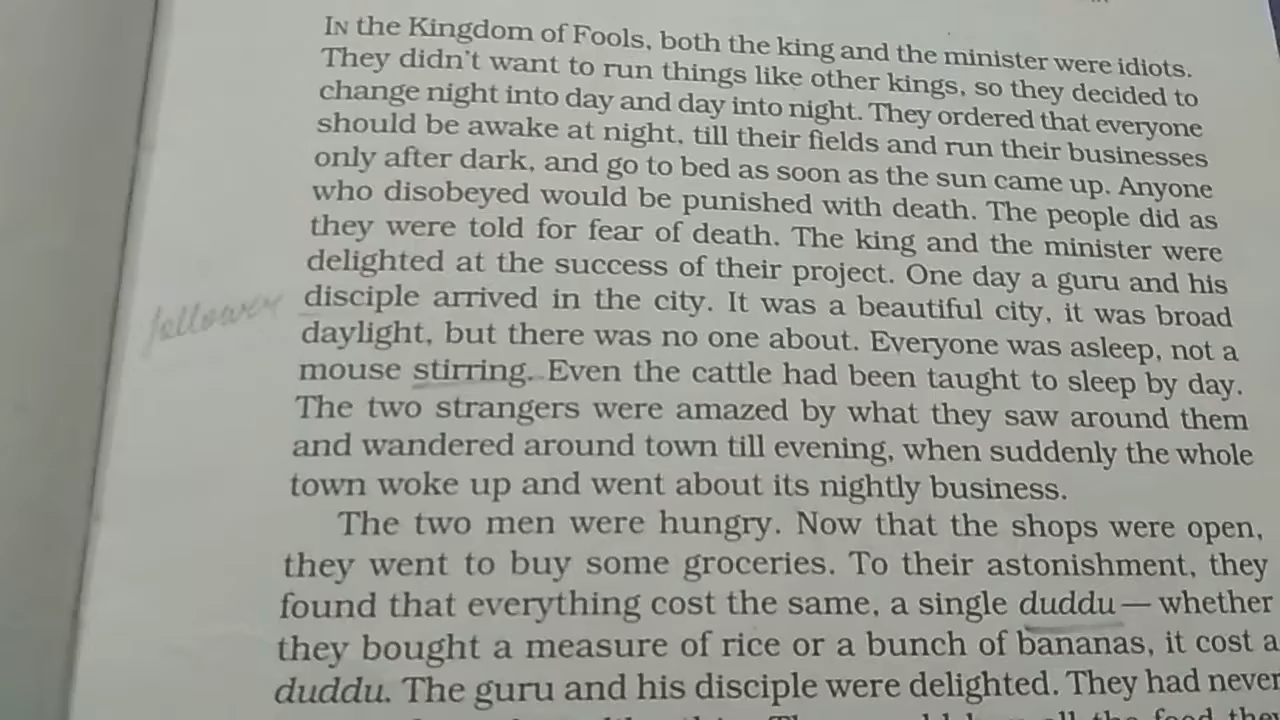 IN the Kingdom of Fools, both the king and the minister were idiots.
They didn't want to run things like other kings, so they decided to
change night into day and day into night. They ordered that everyone
should be awake at night, till their fields and run their businesses
only after dark, and go to bed as soon as the sun came up. Anyone
who disobeyed would be punished with death. The people did as
they were told for fear of death. The king and the minister were
delighted at the success of their project. One day a guru and his
follower disciple arrived in the city. It was a beautiful city, it was broad
daylight, but there was no one about. Everyone was asleep, not a
mouse stirring. Even the cattle had been taught to sleep by day.
The two strangers were amazed by what they saw around them
and wandered around town till evening, when suddenly the whole
town woke up and went about its nightly business.
The two men were hungry. Now that the shops were open,
they went to buy some groceries. To their astonishment, they
found that everything cost the same, a single duddu — whether
they bought a measure of rice or a bunch of bananas, it cost a
duddu. The guru and his disciple were delighted. They had never
all the food they